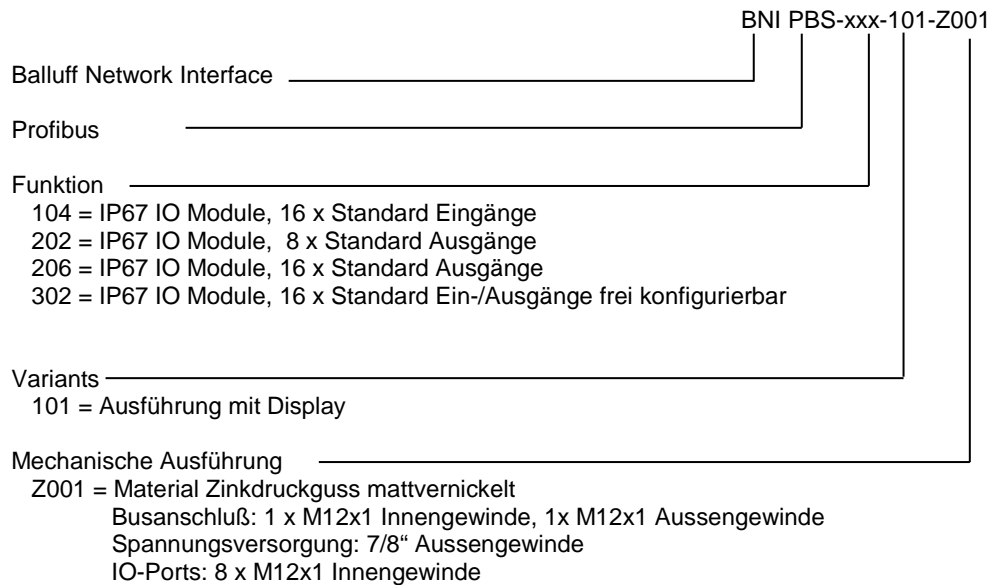 BNI PBS-xxx-101-Z001
Balluff Network Interface
Profibus
Funktion
104 = IP67 IO Module, 16 x Standard Eingänge
202 = IP67 IO Module, 8 x Standard Ausgänge
206 = IP67 IO Module, 16 x Standard Ausgänge
302 = IP67 IO Module, 16 x Standard Ein-/Ausgänge frei konfigurierbar
Variants
101 = Ausführung mit Display
Mechanische Ausführung
Z001 = Material Zinkdruckguss mattvernickelt
Busanschluß: 1 x M12x1 Innengewinde, 1x M12x1 Aussengewinde
Spannungsversorgung: 7/8“ Aussengewinde
IO-Ports: 8 x M12x1 Innengewinde